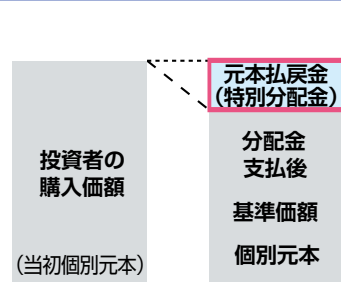 投資者の
購入価額
（当初個別元本）
元本払戻金
（特別分配金）
分配金
支払後
基準価額
個別元本